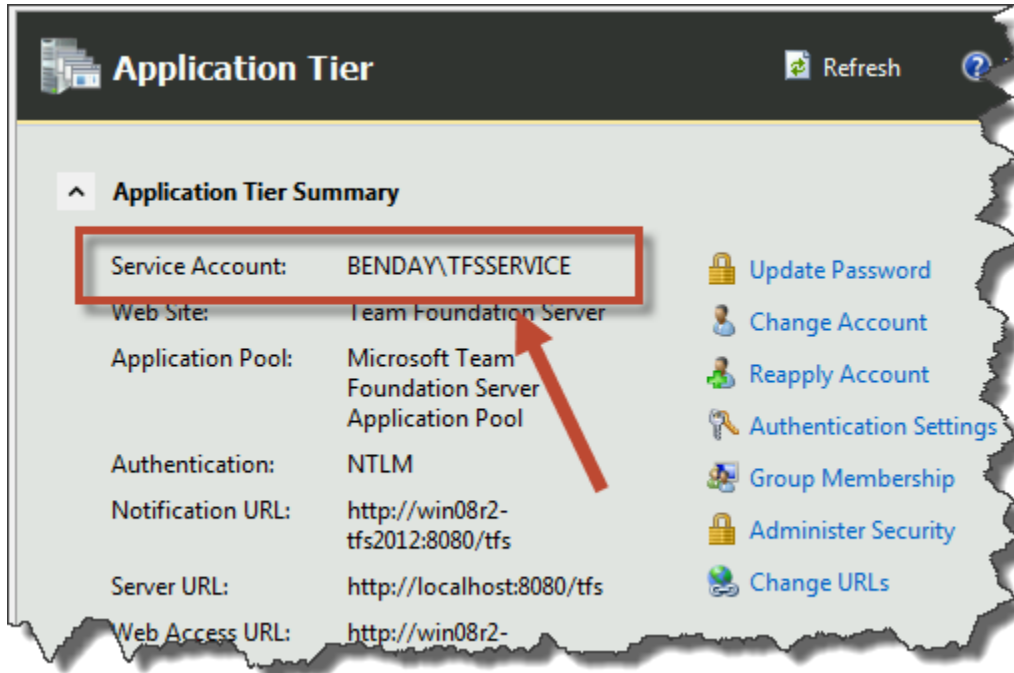 Application Tier
Refresh
Application Tier Summary
Service Account: BENDAY\TFSSERVICE
Update Password
Web Site: Team Foundation Server
Change Account
Application Pool: Microsoft Team
Foundation Server
Application Pool
Reapply Account
Authentication Settings
Authentication: NTLM
Group Membership
Notification URL: http://win08r2-
tfs2012:8080/tfs
Administer Security
Server URL: http://localhost:8080/tfs
Change URLs
Web Access URL: http://win08r2-